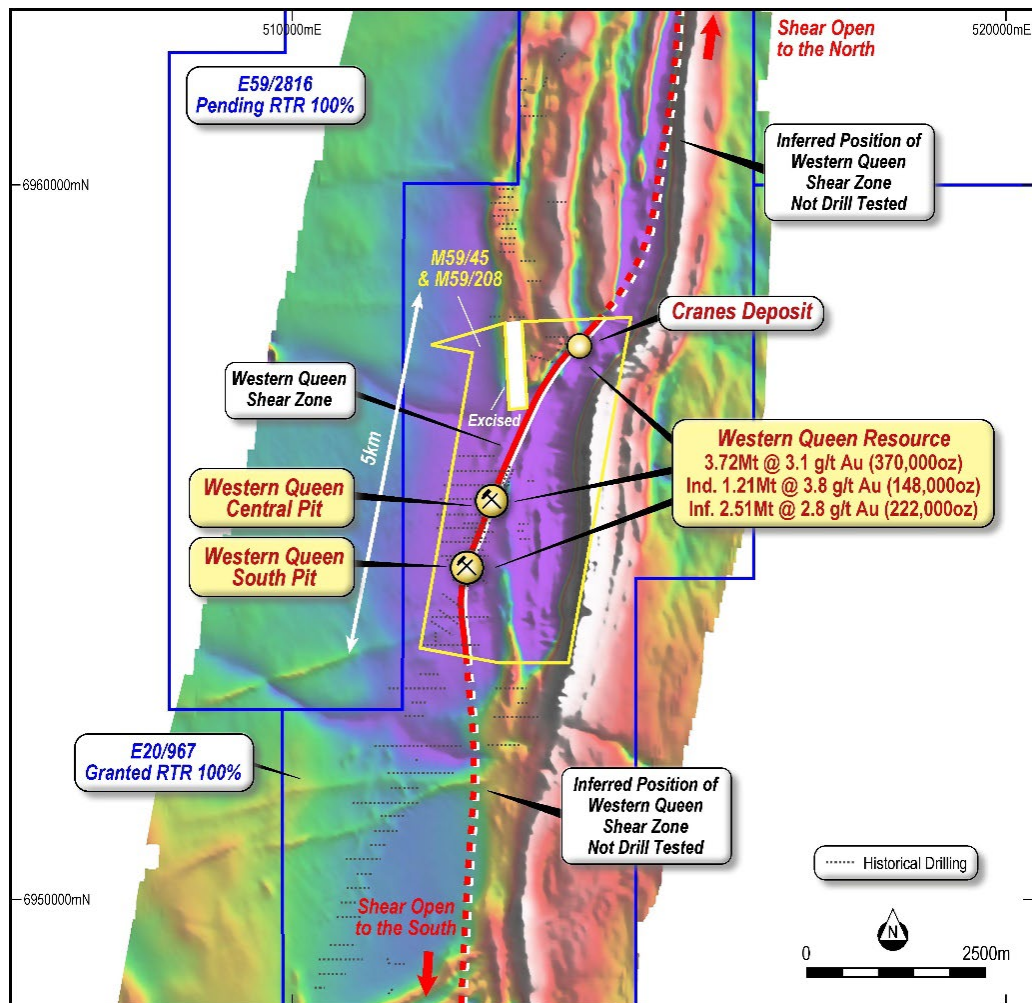 510000mE
520000mE
Shear Open
to the North
E59/2816
Pending RTR 100%
Inferred Position of
Western Queen
Shear Zone
Not Drill Tested
6960000mN
M59/45
& M59/208
Cranes Deposit
Western Queen
Shear Zone
Excised
5km
Western Queen Resource
3.72Mt @ 3.1 g/t Au (370,000oz)
Ind. 1.21Mt @ 3.8 g/t Au (148,000oz)
Inf. 2.51Mt @ 2.8 g/t Au (222,000oz)
Western Queen
Central Pit
Western Queen
South Pit
E20/967
Granted RTR 100%
Inferred Position of
Western Queen
Shear Zone
Not Drill Tested
Historical Drilling
6950000mN
Shear Open
to the South
N
0
2500m